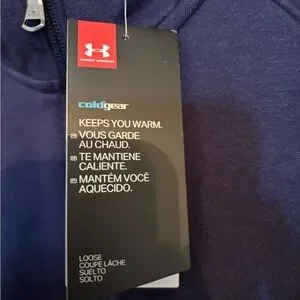 UNDER ARMOUR
coldgear
KEEPS YOU WARM.
VOUS GARDE
AU CHAUD.
TE MANTIENE
CALIENTE.
MANTÉM VOCÊ
AQUECIDO.
LOOSE
COUPE LÂCHE
SUELTO
SOLTO